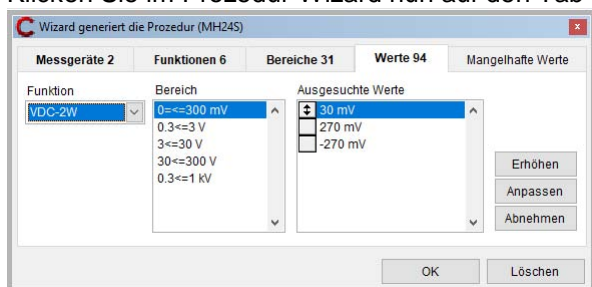 Klicken Sie im Prozedur-Wizard nun auf den Tab
Wizard generiert die Prozedur (MH24S)
Messgeräte 2 Funktionen 6 Bereiche 31 Werte 94 Mangelhafte Werte
Funktion Bereich Ausgesuchte Werte
VDC-2W 0=<=300 mV 30 mV
0.3<=3 V 270 mV
3<=30 V -270 mV
30<=300 V
0.3<=1 kV
Erhöhen
Anpassen
Abnehmen
OK Löschen